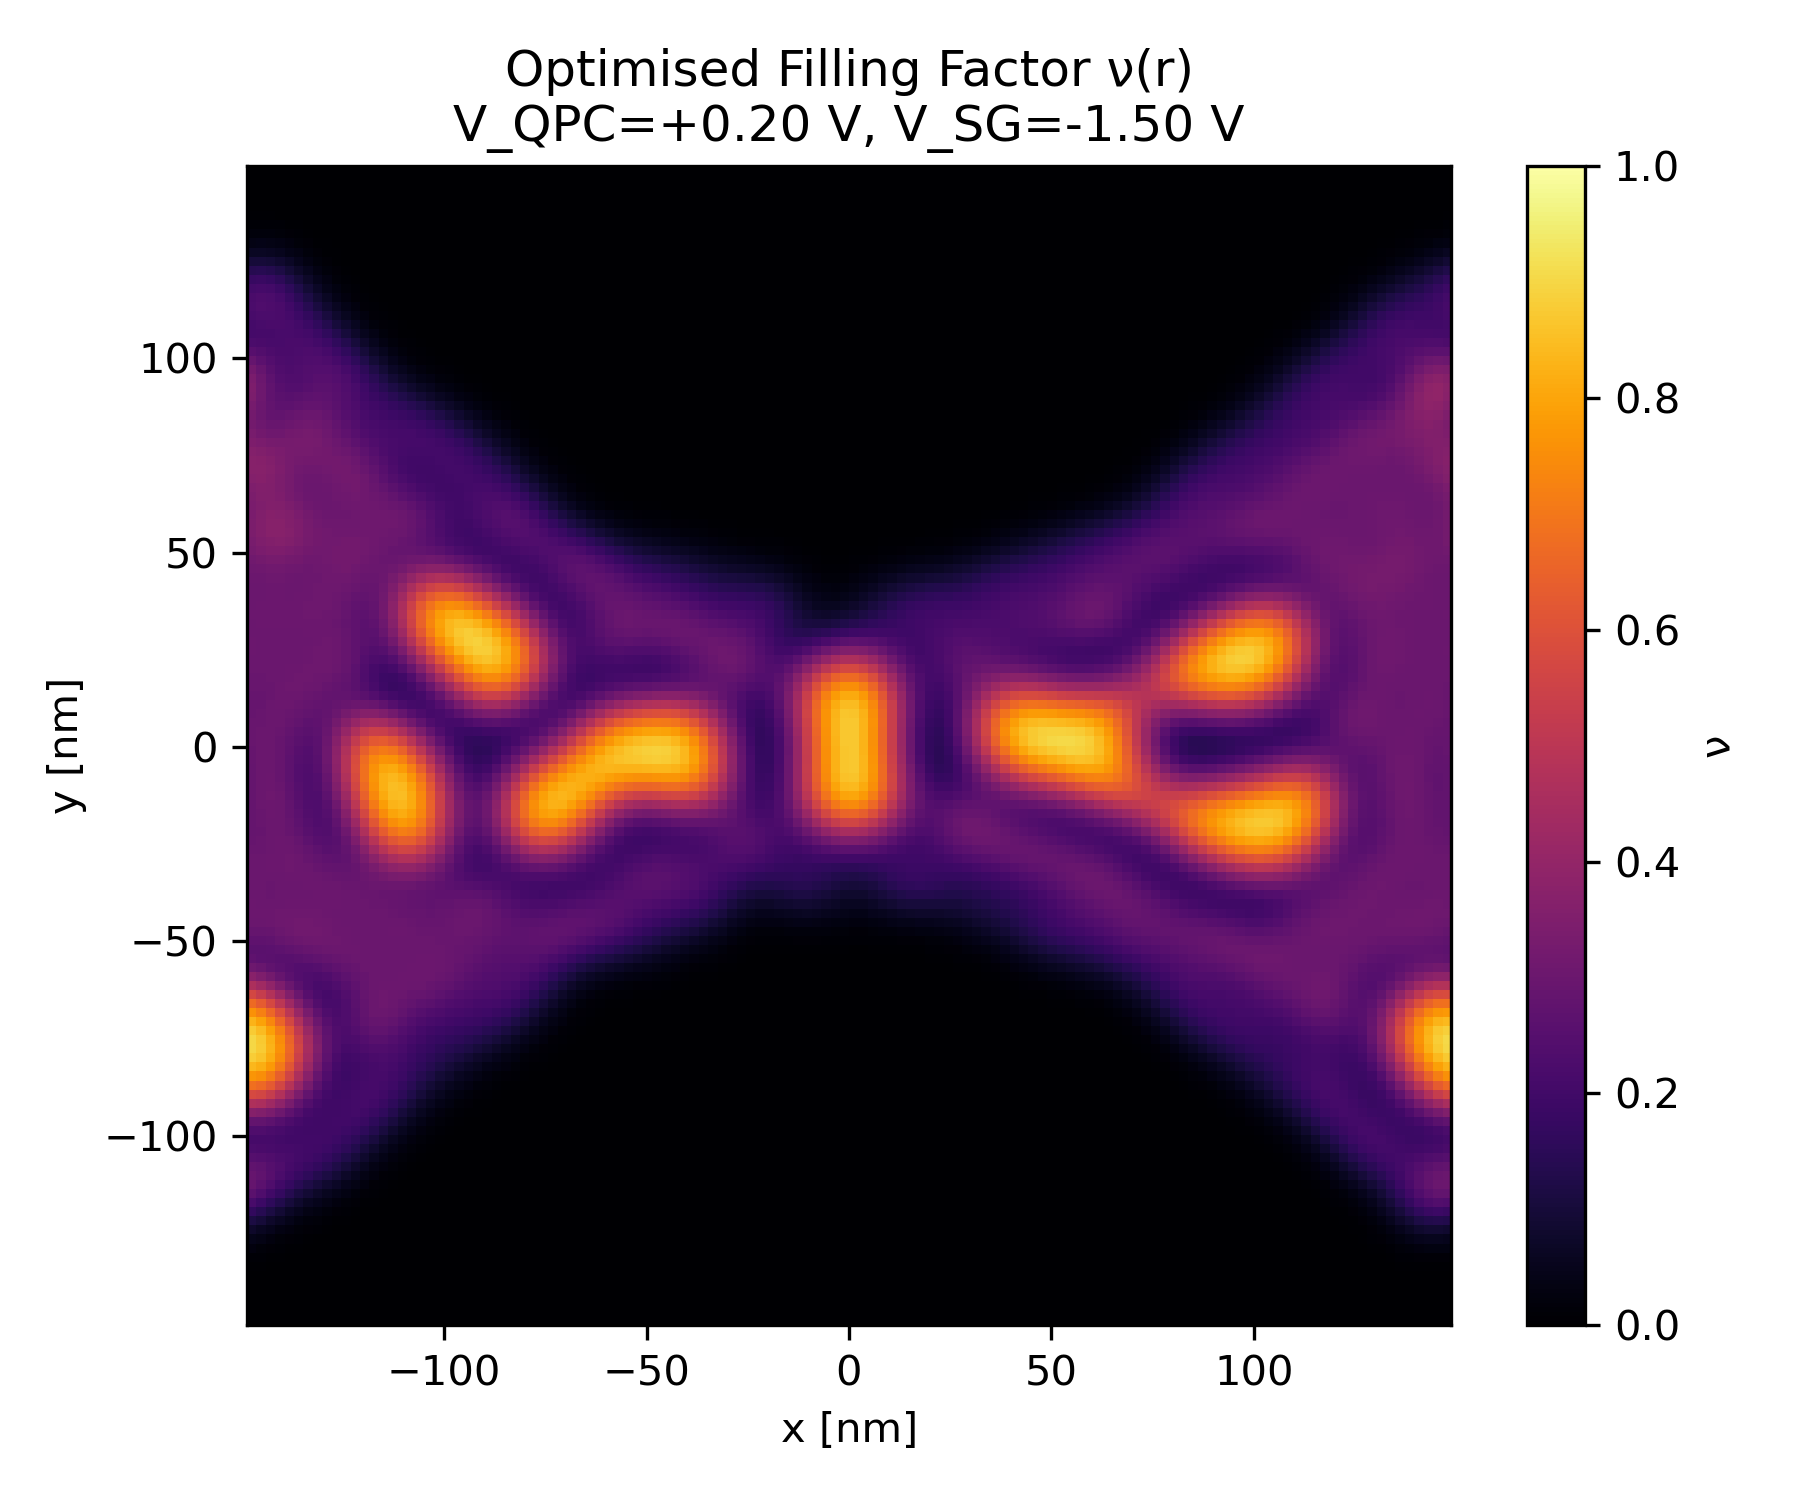 Optimised Filling Factor ν(r)
V_QPC=+0.20 V, V_SG=-1.50 V
1.0
0.8
0.6
0.4
0.2
0.0
ν
100
50
0
−50
−100
y [nm]
−100 −50 0 50 100
x [nm]